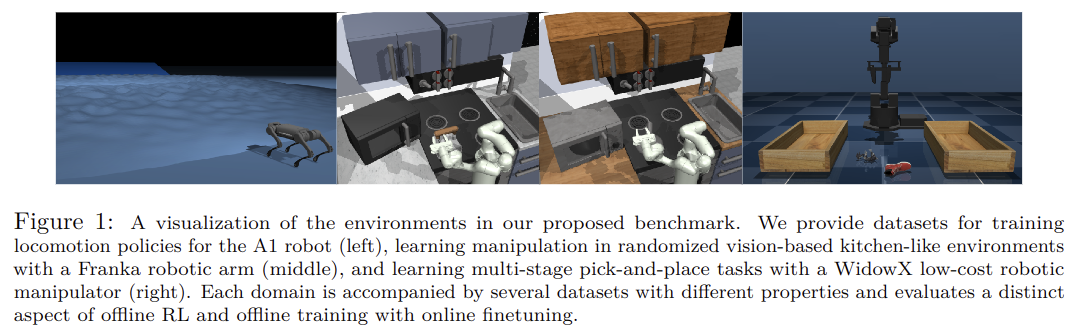 Figure 1: A visualization of the environments in our proposed benchmark. We provide datasets for training
locomotion policies for the A1 robot (left), learning manipulation in randomized vision-based kitchen-like environments
with a Franka robotic arm (middle), and learning multi-stage pick-and-place tasks with a WidowX low-cost robotic
manipulator (right). Each domain is accompanied by several datasets with different properties and evaluates a distinct
aspect of offline RL and offline training with online finetuning.